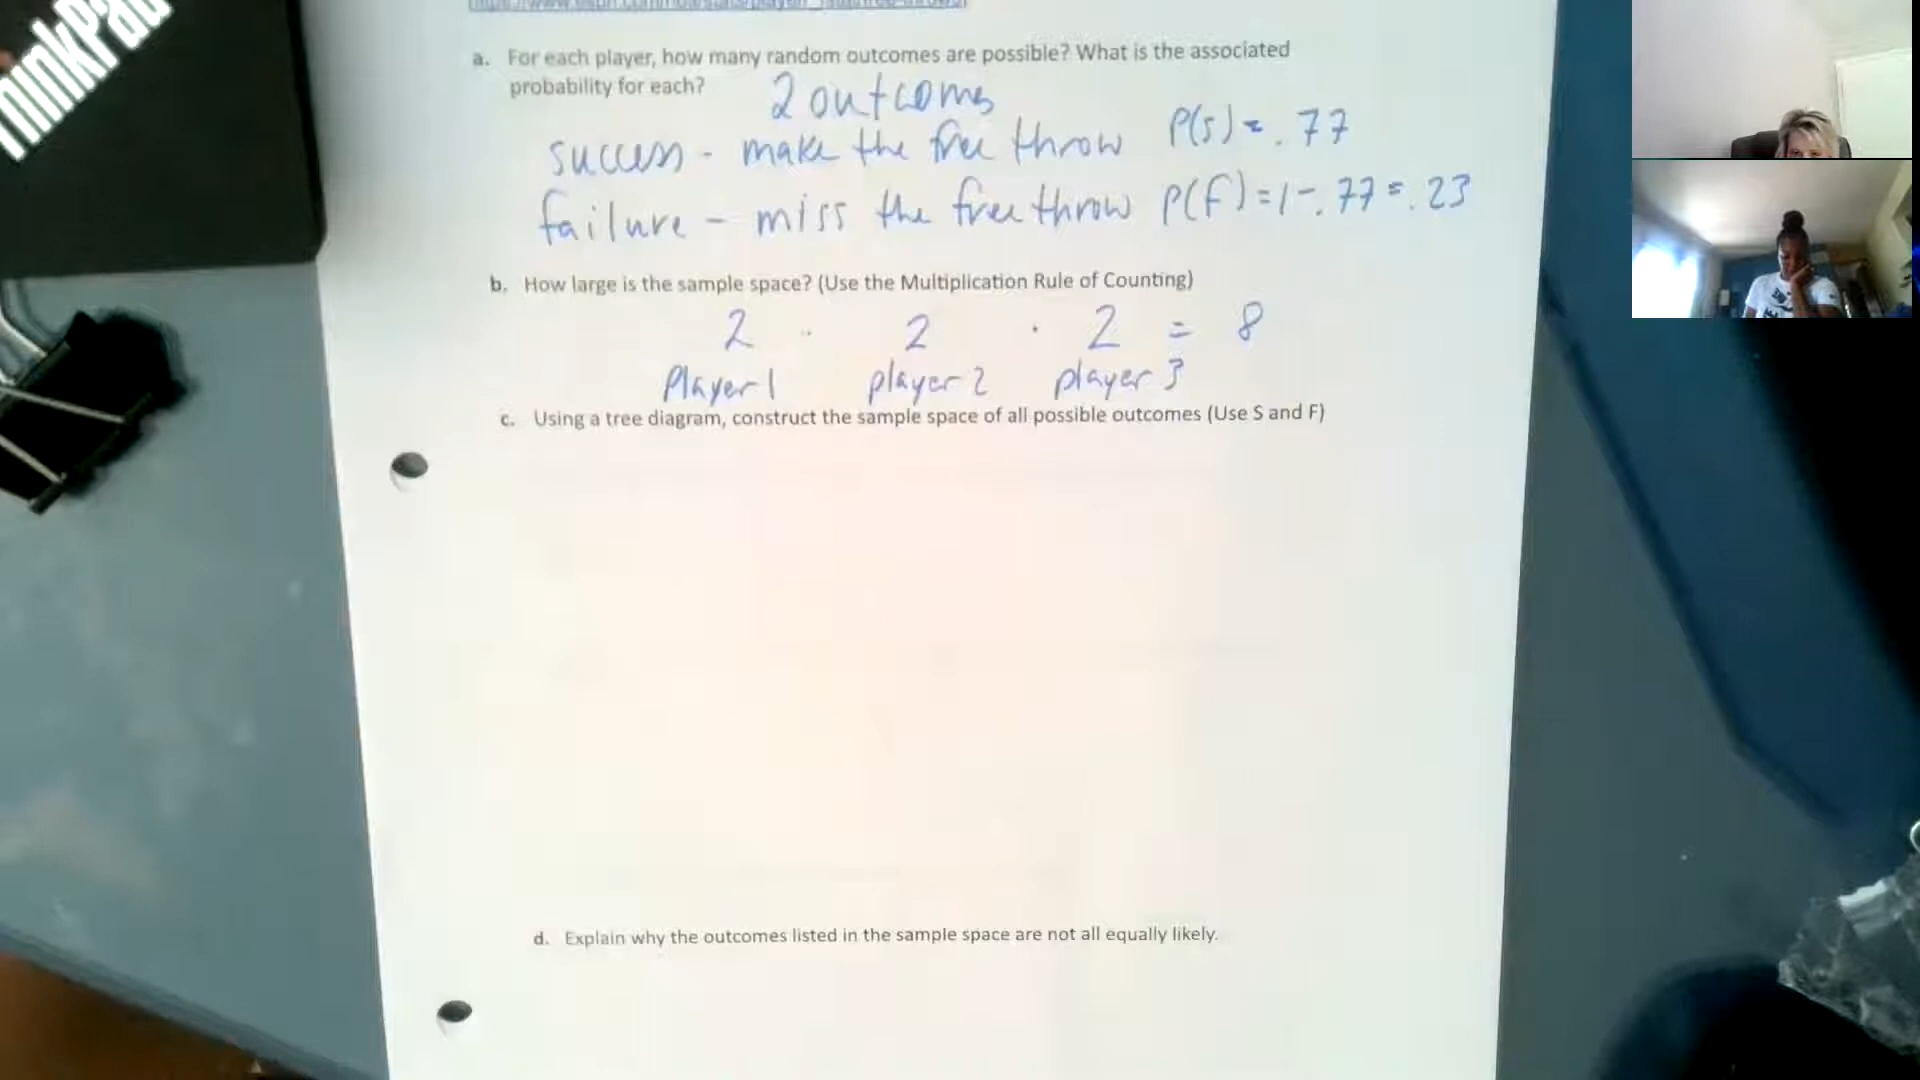 ThinkPad
a. For each player, how many random outcomes are possible? What is the associated
probability for each? 2 outcoms
success - make the free throw P(s) = .77
failure - miss the free throw P(F) = 1-.77 = .23
b. How large is the sample space? (Use the Multiplication Rule of Counting)
2 · 2 · 2 = 8
Player 1 player 2 player 3
c. Using a tree diagram, construct the sample space of all possible outcomes (Use S and F)
d. Explain why the outcomes listed in the sample space are not all equally likely.